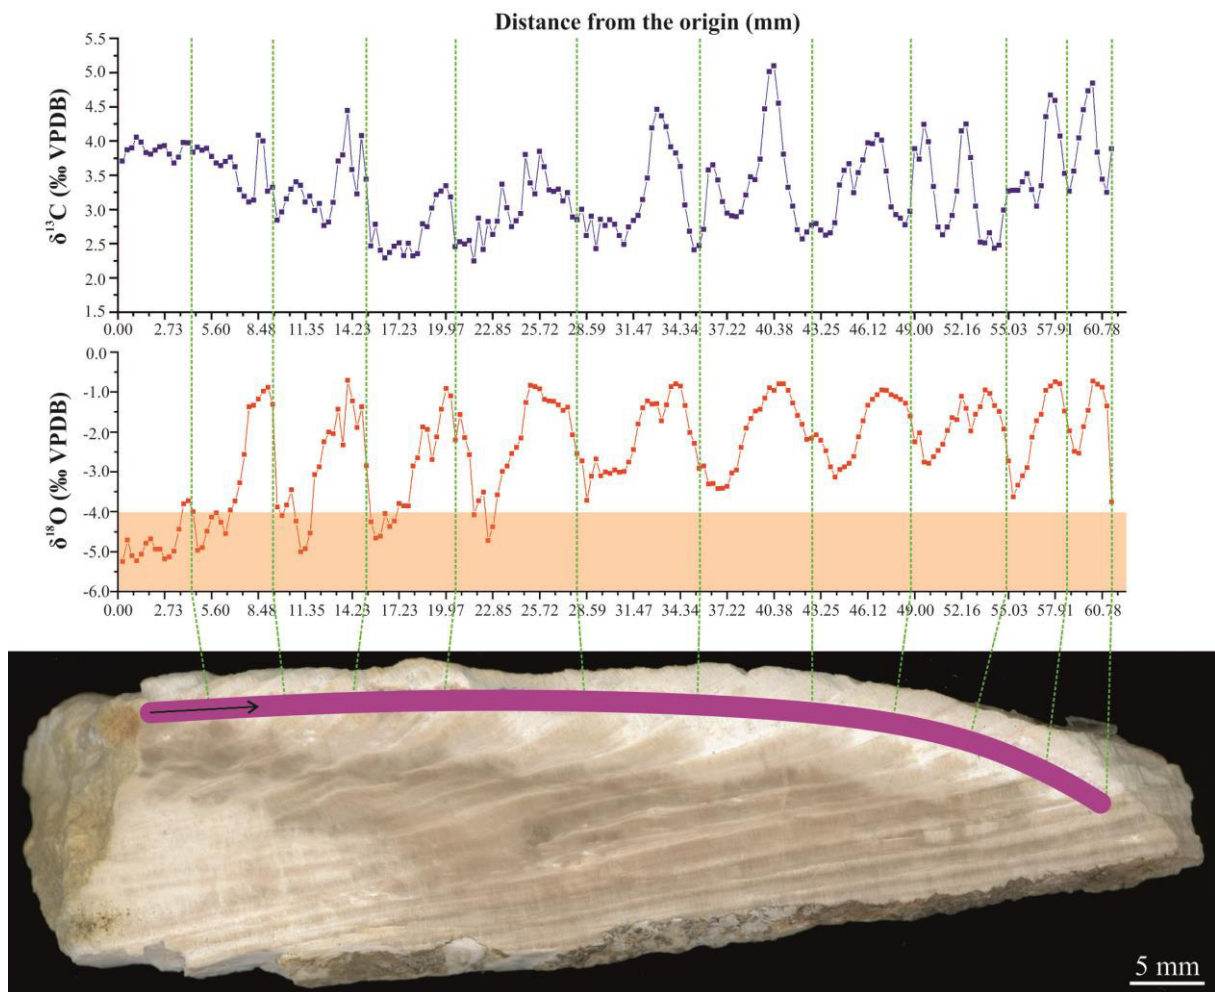 Distance from the origin (mm)
δ¹³C (‰ VPDB)
5.5
5.0
4.5
4.0
3.5
3.0
2.5
2.0
1.5
0.00 2.73 5.60 8.48 11.35 14.23 17.23 19.97 22.85 25.72 28.59 31.47 34.34 37.22 40.38 43.25 46.12 49.00 52.16 55.03 57.91 60.78
δ¹⁸O (‰ VPDB)
0.0
-1.0
-2.0
-3.0
-4.0
-5.0
-6.0
0.00 2.73 5.60 8.48 11.35 14.23 17.23 19.97 22.85 25.72 28.59 31.47 34.34 37.22 40.38 43.25 46.12 49.00 52.16 55.03 57.91 60.78
5 mm